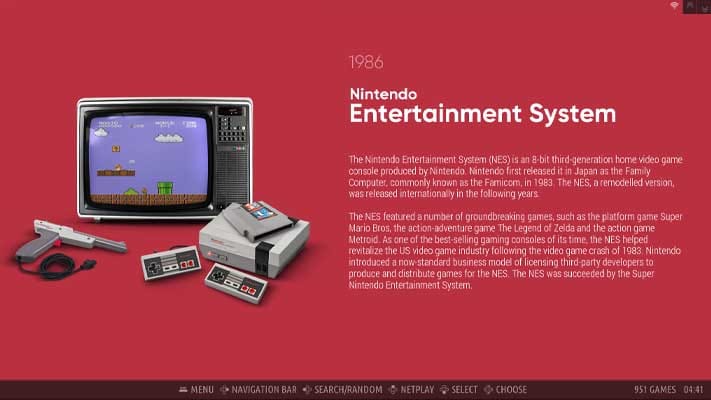 1986
Nintendo
Entertainment System
The Nintendo Entertainment System (NES) is an 8-bit third-generation home video game
console produced by Nintendo. Nintendo first released it in Japan as the Family
Computer, commonly known as the Famicom, in 1983. The NES, a remodelled version,
was released internationally in the following years.
The NES featured a number of groundbreaking games, such as the platform game Super
Mario Bros, the action-adventure game The Legend of Zelda and the action game
Metroid. As one of the best-selling gaming consoles of its time, the NES helped
revitalize the US video game industry following the video game crash of 1983. Nintendo
introduced a now-standard business model of licensing third-party developers to
produce and distribute games for the NES. The NES was succeeded by the Super
Nintendo Entertainment System.
MENU NAVIGATION BAR SEARCH/RANDOM NETPLAY SELECT CHOOSE 951 GAMES 04:41